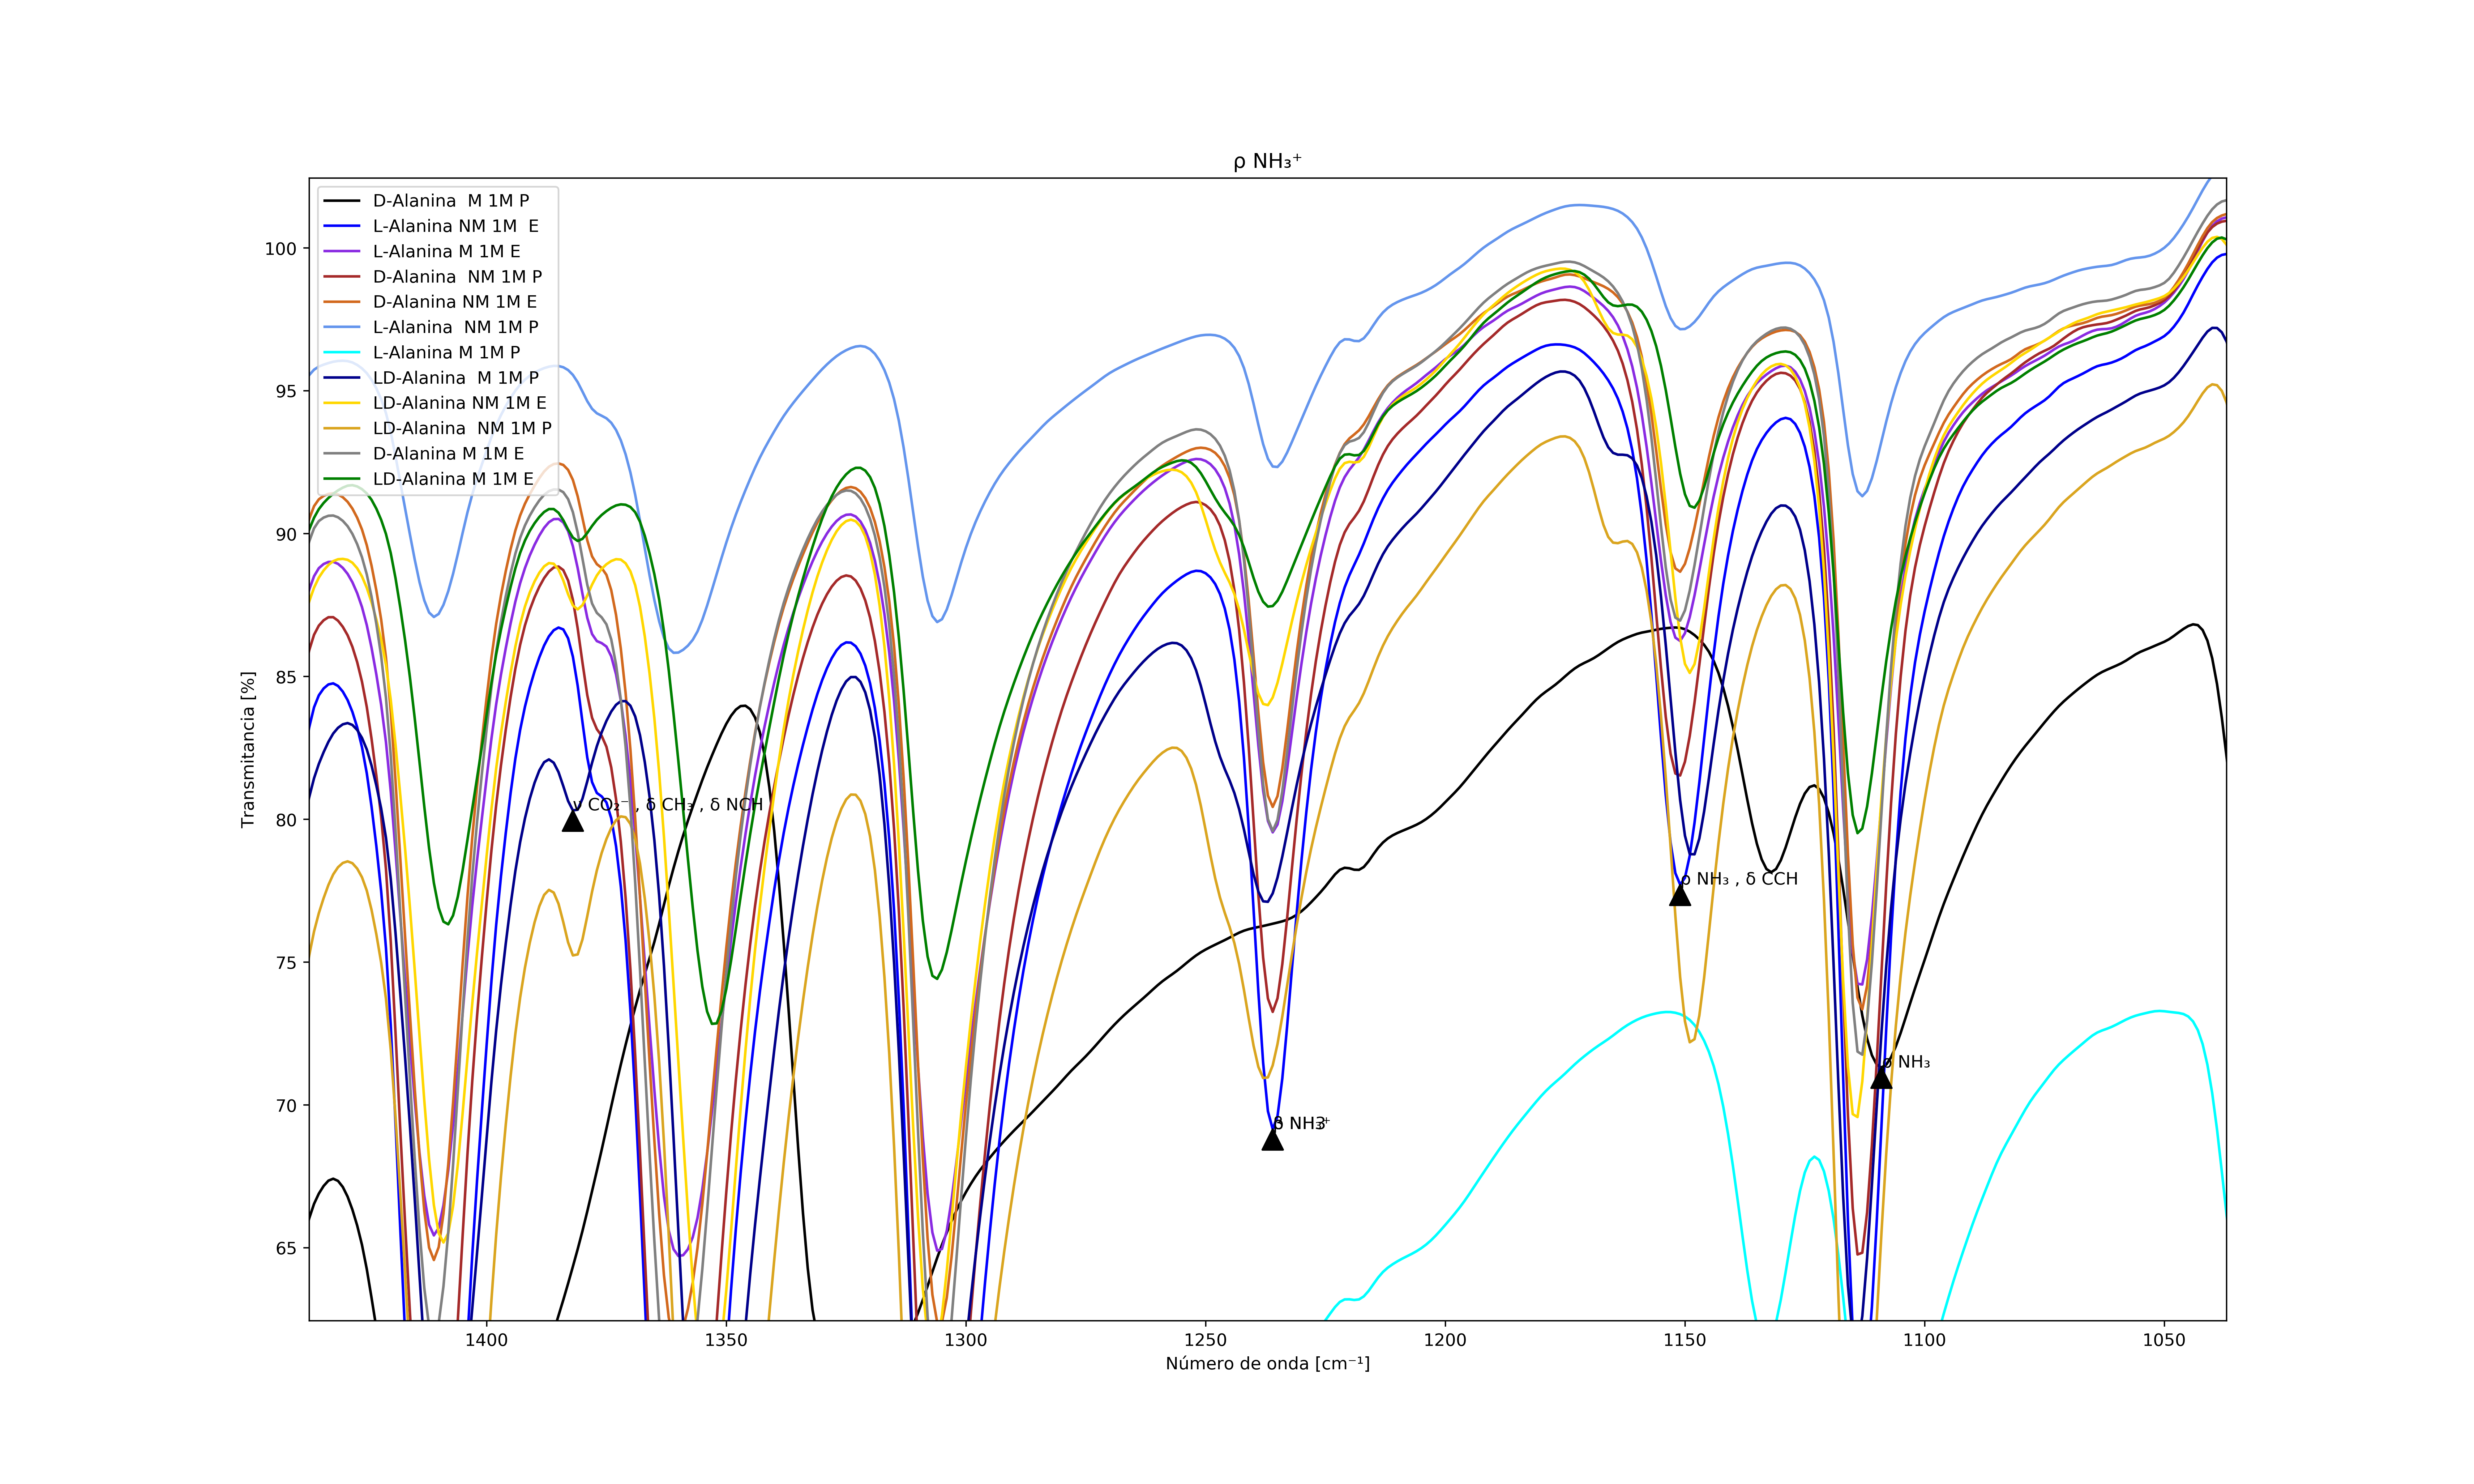 ρ NH₃⁺
D-Alanina  M 1M P
L-Alanina NM 1M  E
L-Alanina M 1M E
D-Alanina  NM 1M P
D-Alanina NM 1M E
L-Alanina  NM 1M P
L-Alanina M 1M P
LD-Alanina  M 1M P
LD-Alanina NM 1M E
LD-Alanina  NM 1M P
D-Alanina M 1M E
LD-Alanina M 1M E
100
95
90
85
80
75
70
65
Transmitancia [%]
ν CO₂⁻ , δ CH₃ , δ NCH
ρ NH₃ , δ CCH
ρ NH₃
NH₃⁺
1400 1350 1300 1250 1200 1150 1100 1050
Número de onda [cm⁻¹]